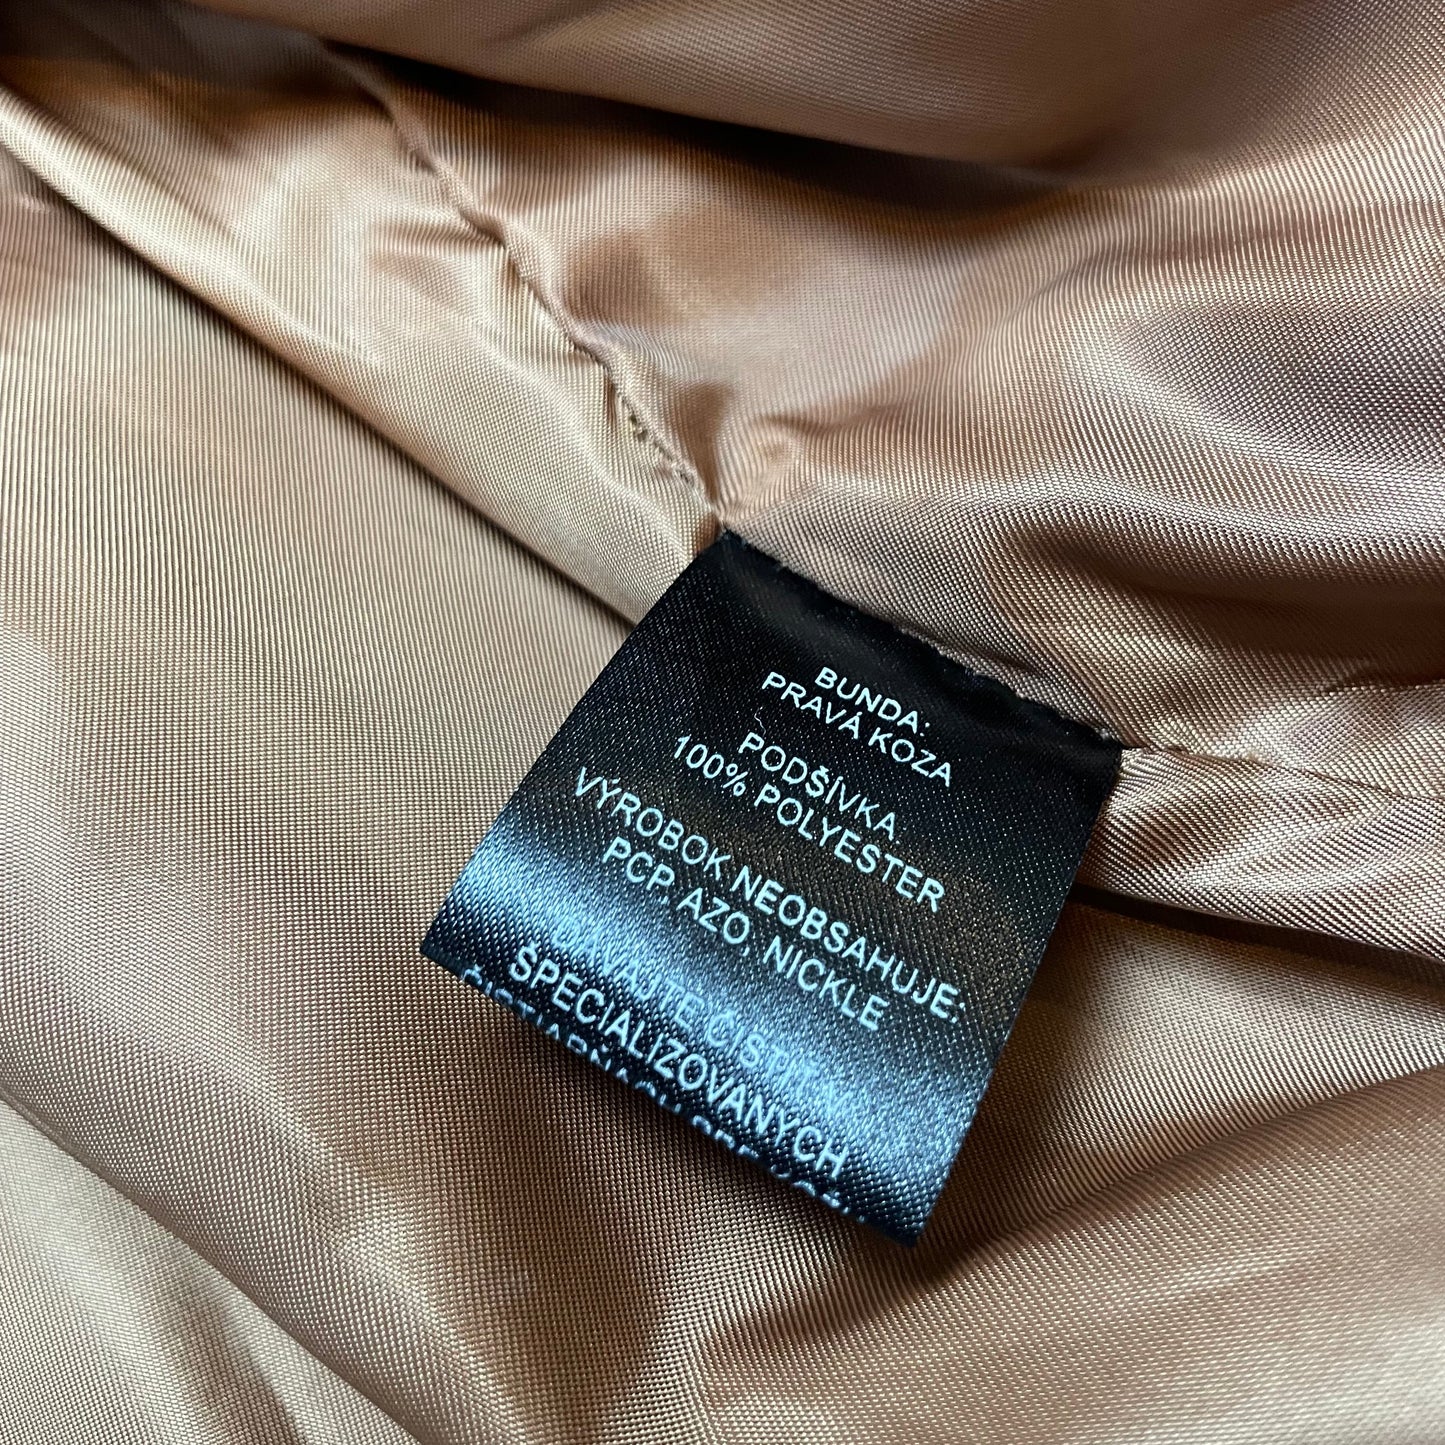 BUNDA:
PRAVÁ KOZA
PODŠÍVKA
100% POLYESTER
VÝROBOK NEOBSAHUJE:
PCP, AZO, NICKLE
ŠPECIALIZOVANÝCH